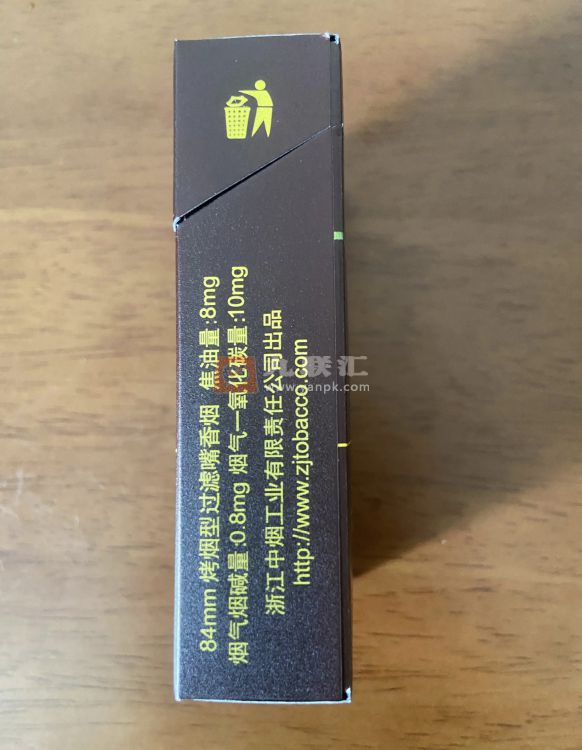 84mm 烤烟型过滤嘴香烟 焦油量:8mg
烟气烟碱量:0.8mg 烟气一氧化碳量:10mg
浙江中烟工业有限责任公司出品
http://www.zjtobacco.com
联汇